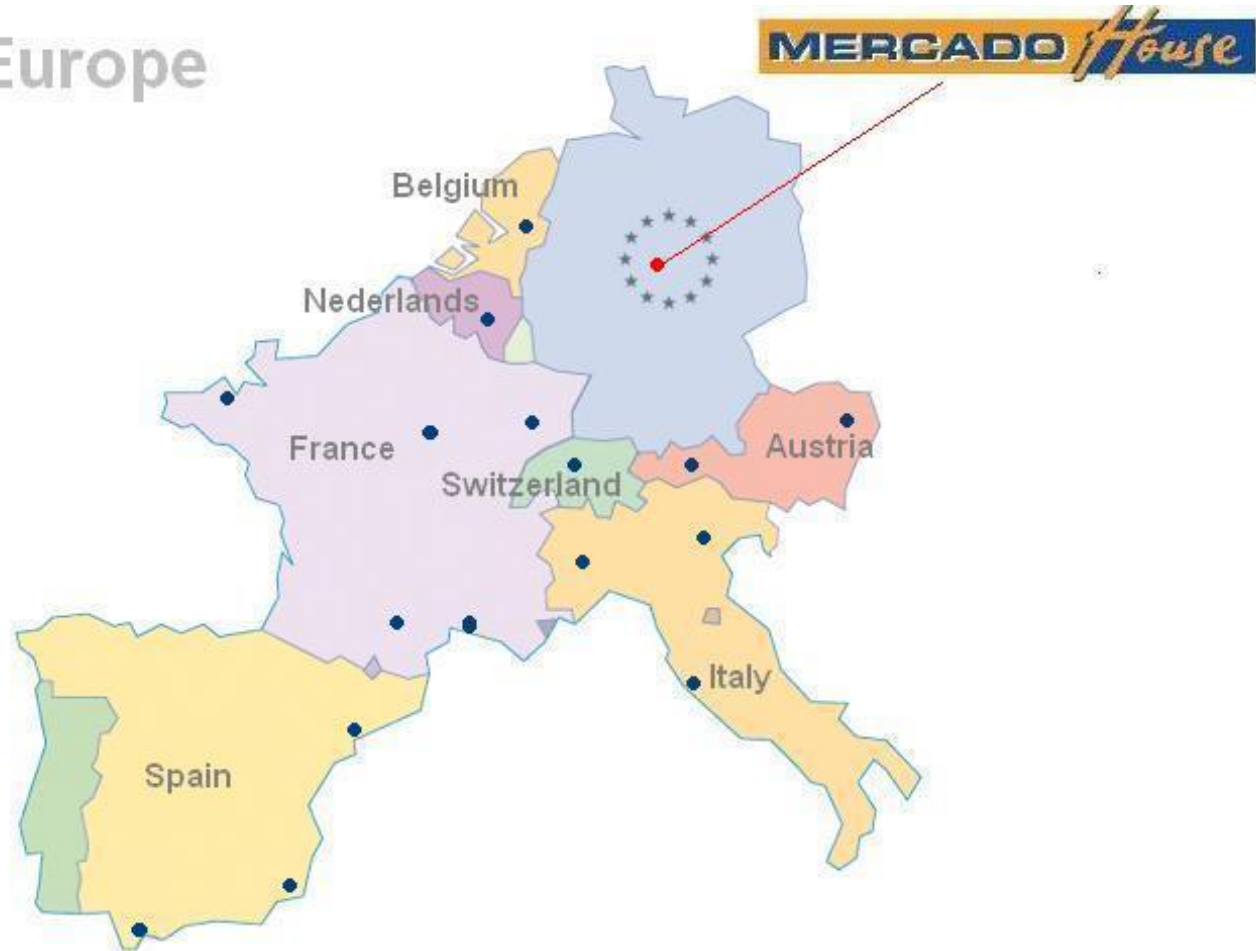 Europe
MERCADO House
Belgium
Nederlands
France
Switzerland
Austria
Italy
Spain